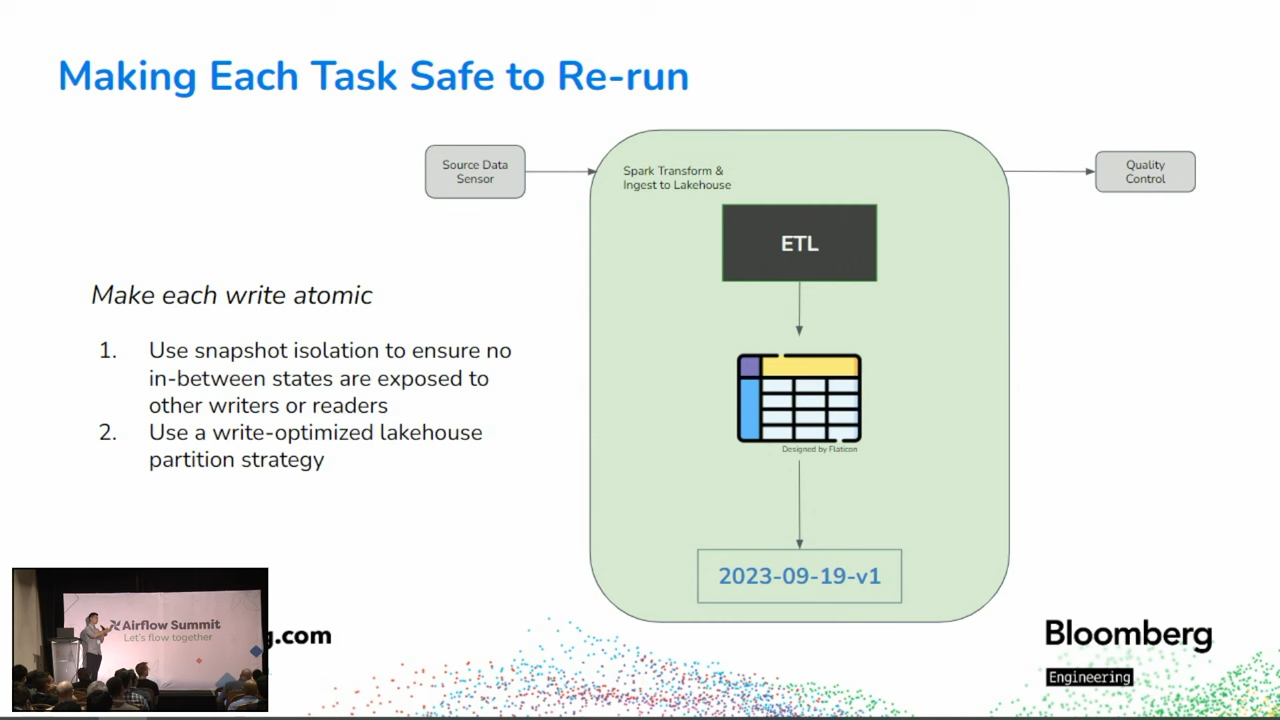 Making Each Task Safe to Re-run
Source Data
Sensor
Spark Transform &
Ingest to Lakehouse
Quality
Control
ETL
Make each write atomic
1. Use snapshot isolation to ensure no
in-between states are exposed to
other writers or readers
2. Use a write-optimized lakehouse
partition strategy
Designed by Flaticon
2023-09-19-v1
Airflow Summit
Let's flow together
g.com
Bloomberg
Engineering